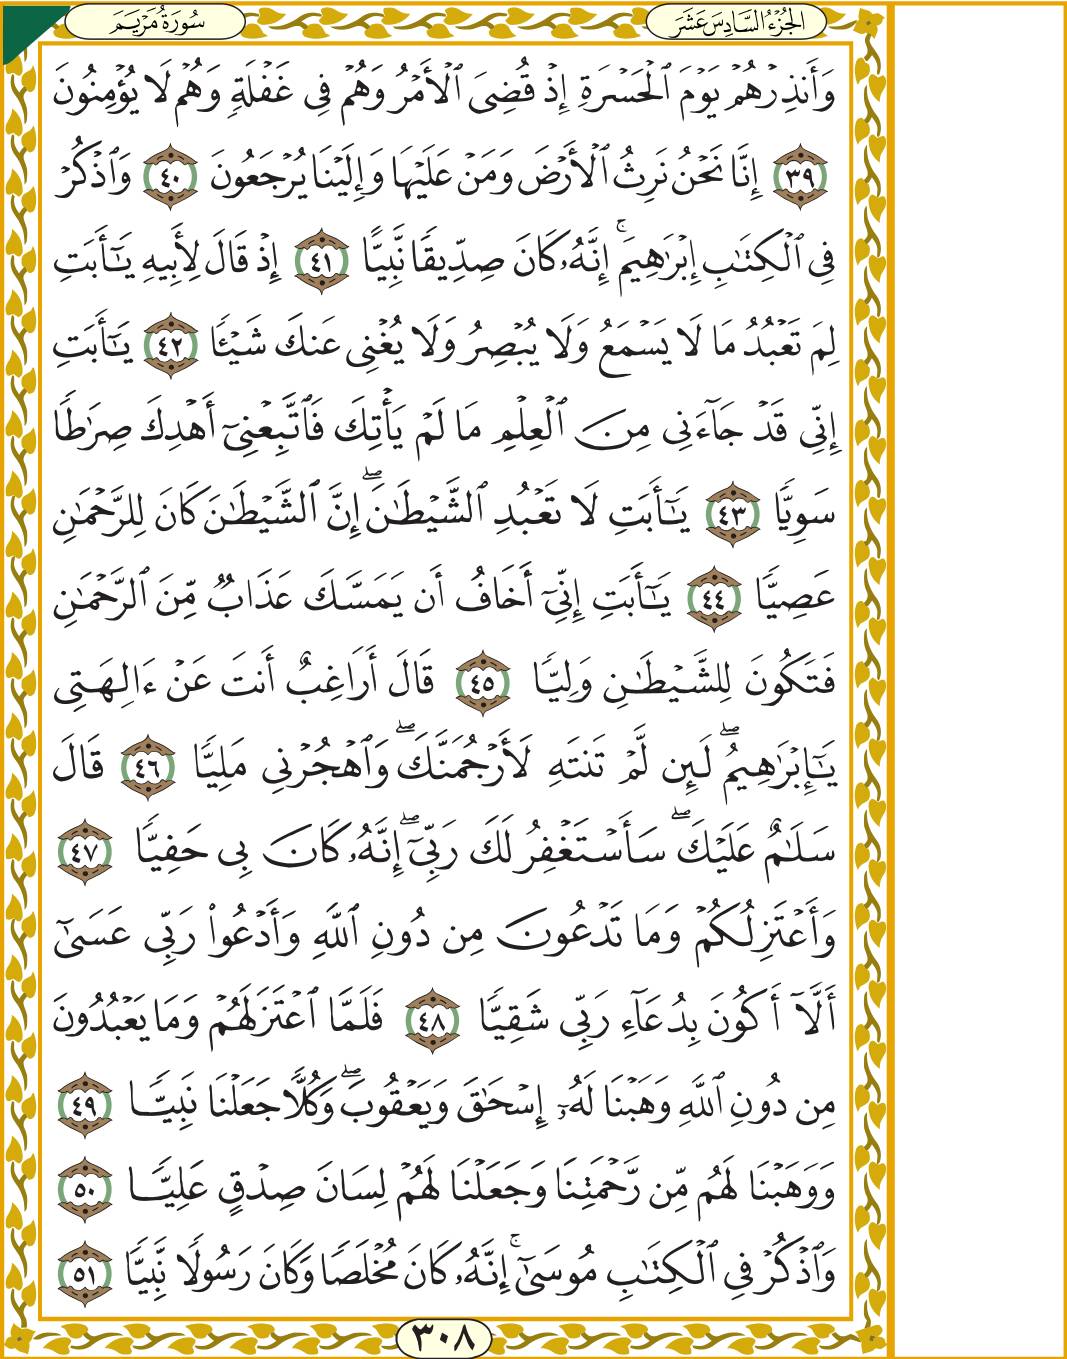 سُورَةُ مَرْيَمَ
الجُزْءُ السَّادِسَ عَشَرَ
وَأَنذِرْهُمْ يَوْمَ ٱلْحَسْرَةِ إِذْ قُضِىَ ٱلْأَمْرُ وَهُمْ فِى غَفْلَةٍۢ وَهُمْ لَا يُؤْمِنُونَ
٣٩ إِنَّا نَحْنُ نَرِثُ ٱلْأَرْضَ وَمَنْ عَلَيْهَا وَإِلَيْنَا يُرْجَعُونَ ٤٠ وَٱذْكُرْ
فِى ٱلْكِتَـٰبِ إِبْرَٰهِيمَ ۚ إِنَّهُۥ كَانَ صِدِّيقًۭا نَّبِيًّا ٤١ إِذْ قَالَ لِأَبِيهِ يَـٰٓأَبَتِ
لِمَ تَعْبُدُ مَا لَا يَسْمَعُ وَلَا يُبْصِرُ وَلَا يُغْنِى عَنكَ شَيْـًۭٔا ٤٢ يَـٰٓأَبَتِ
إِنِّى قَدْ جَآءَنِى مِنَ ٱلْعِلْمِ مَا لَمْ يَأْتِكَ فَٱتَّبِعْنِىٓ أَهْدِكَ صِرَٰطًۭا
سَوِيًّۭا ٤٣ يَـٰٓأَبَتِ لَا تَعْبُدِ ٱلشَّيْطَـٰنَ ۖ إِنَّ ٱلشَّيْطَـٰنَ كَانَ لِلرَّحْمَـٰنِ
عَصِيًّۭا ٤٤ يَـٰٓأَبَتِ إِنِّىٓ أَخَافُ أَن يَمَسَّكَ عَذَابٌۭ مِّنَ ٱلرَّحْمَـٰنِ
فَتَكُونَ لِلشَّيْطَـٰنِ وَلِيًّۭا ٤٥ قَالَ أَرَاغِبٌ أَنتَ عَنْ ءَالِهَتِى
يَـٰٓإِبْرَٰهِيمُ ۖ لَئِن لَّمْ تَنتَهِ لَأَرْجُمَنَّكَ ۖ وَٱهْجُرْنِى مَلِيًّۭا ٤٦ قَالَ
سَلَـٰمٌ عَلَيْكَ ۖ سَأَسْتَغْفِرُ لَكَ رَبِّىٓ ۖ إِنَّهُۥ كَانَ بِى حَفِيًّۭا ٤٧
وَأَعْتَزِلُكُمْ وَمَا تَدْعُونَ مِن دُونِ ٱللَّهِ وَأَدْعُوا۟ رَبِّى عَسَىٰٓ
أَلَّآ أَكُونَ بِدُعَآءِ رَبِّى شَقِيًّۭا ٤٨ فَلَمَّا ٱعْتَزَلَهُمْ وَمَا يَعْبُدُونَ
مِن دُونِ ٱللَّهِ وَهَبْنَا لَهُۥٓ إِسْحَـٰقَ وَيَعْقُوبَ ۖ وَكُلًّۭا جَعَلْنَا نَبِيًّۭا ٤٩
وَوَهَبْنَا لَهُم مِّن رَّحْمَتِنَا وَجَعَلْنَا لَهُمْ لِسَانَ صِدْقٍ عَلِيًّۭا ٥٠
وَٱذْكُرْ فِى ٱلْكِتَـٰبِ مُوسَىٰٓ ۚ إِنَّهُۥ كَانَ مُخْلَصًۭا وَكَانَ رَسُولًۭا نَّبِيًّۭا ٥١
٣٠٨